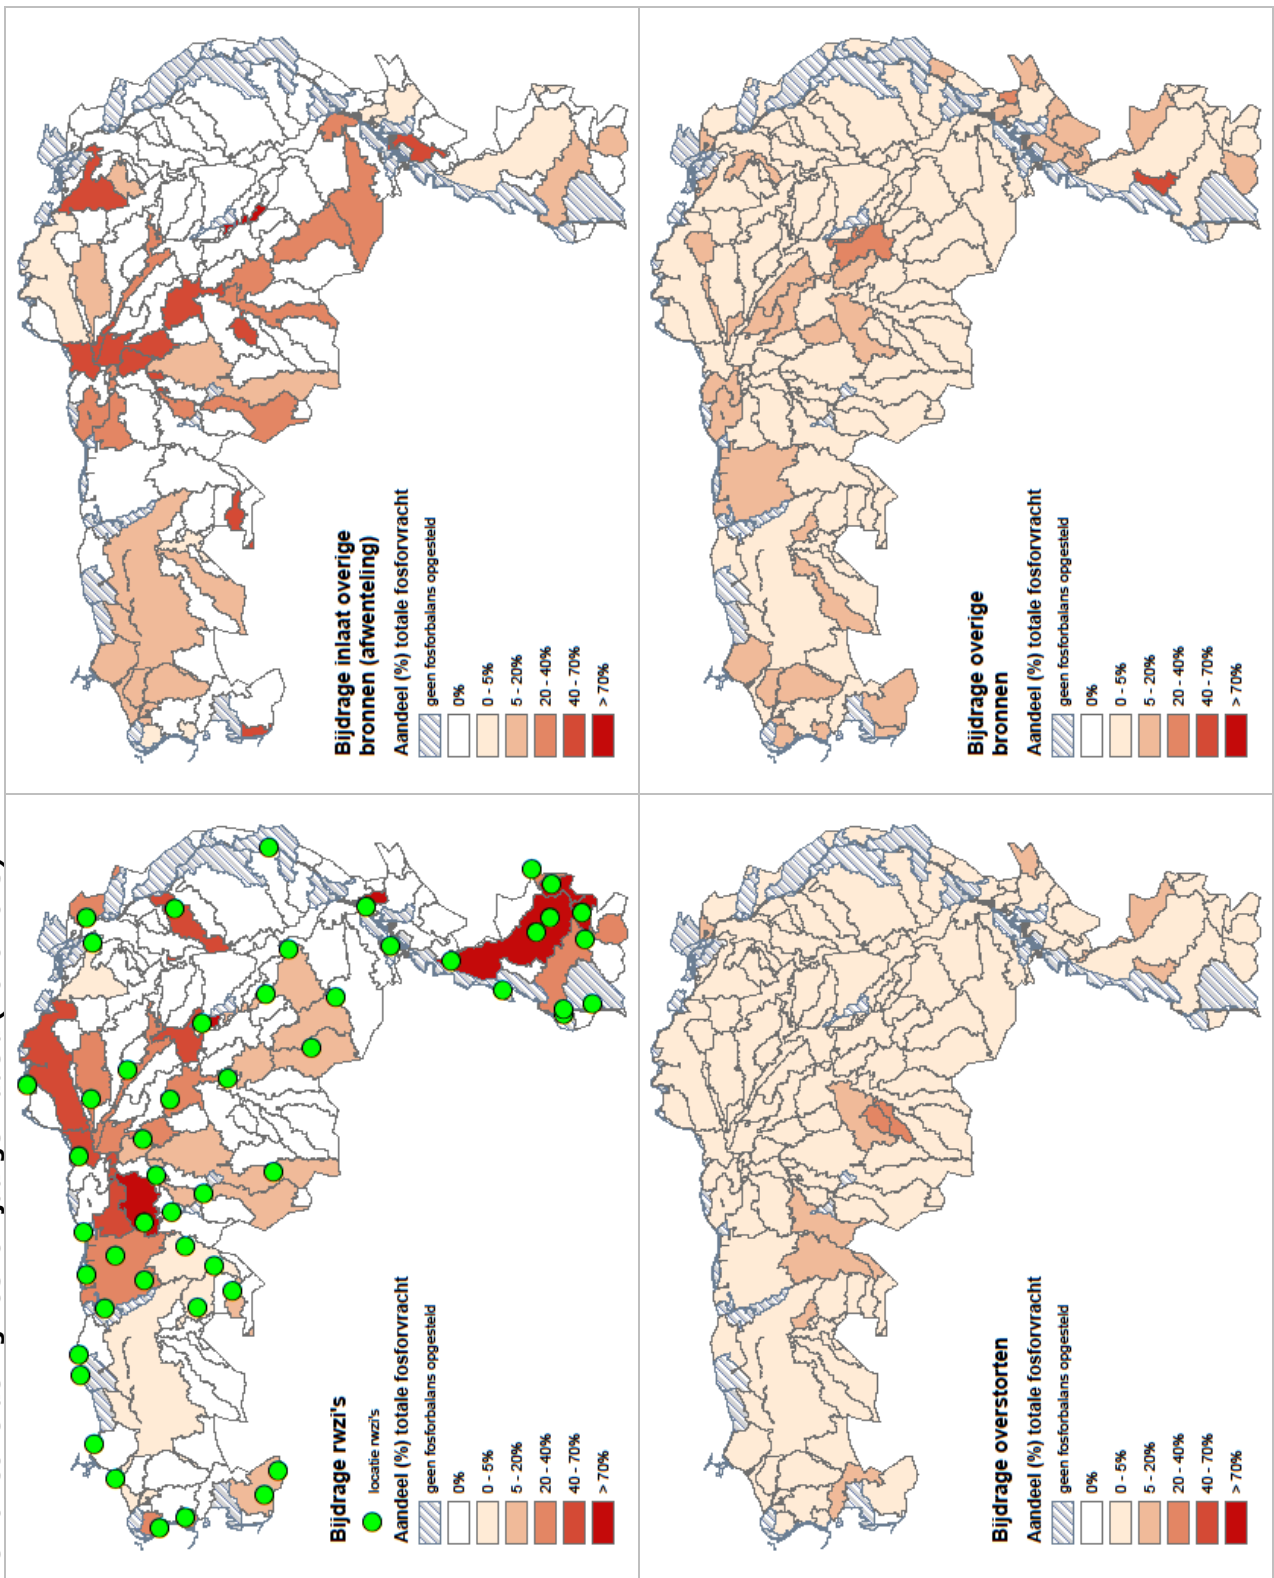 Bijdrage rwzi's
locatie rwzi's
Aandeel (%) totale fosforvracht
geen fosforbalans opgesteld
0%
0 - 5%
5 - 20%
20 - 40%
40 - 70%
> 70%
Bijdrage inlaat overige
bronnen (afwenteling)
Aandeel (%) totale fosforvracht
geen fosforbalans opgesteld
0%
0 - 5%
5 - 20%
20 - 40%
40 - 70%
> 70%
Bijdrage overstorten
Aandeel (%) totale fosforvracht
geen fosforbalans opgesteld
0%
0 - 5%
5 - 20%
20 - 40%
40 - 70%
> 70%
Bijdrage overige
bronnen
Aandeel (%) totale fosforvracht
geen fosforbalans opgesteld
0%
0 - 5%
5 - 20%
20 - 40%
40 - 70%
> 70%